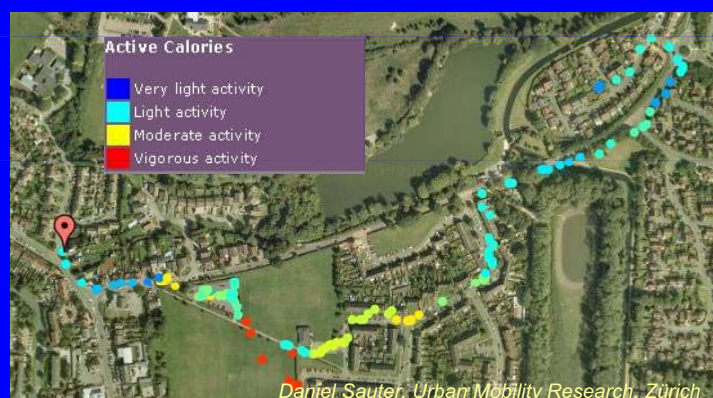 Active Calories
Very light activity
Light activity
Moderate activity
Vigorous activity
Daniel Sauter, Urban Mobility Research, Zürich